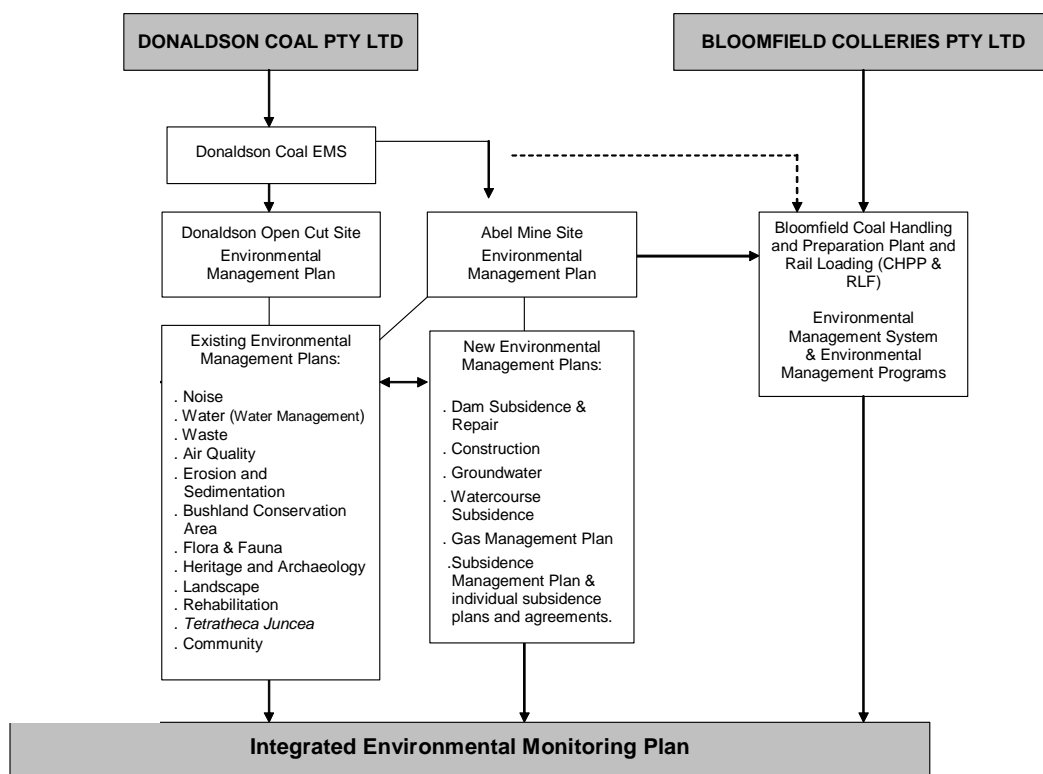 DONALDSON COAL PTY LTD
BLOOMFIELD COLLERIES PTY LTD
Donaldson Coal EMS
Donaldson Open Cut Site
Environmental
Management Plan
Abel Mine Site
Environmental
Management Plan
Bloomfield Coal Handling
and Preparation Plant and
Rail Loading (CHPP &
RLF)
Environmental
Management System
& Environmental
Management Programs
Existing Environmental
Management Plans:
. Noise
. Water (Water Management)
. Waste
. Air Quality
. Erosion and
Sedimentation
. Bushland Conservation
Area
. Flora & Fauna
. Heritage and Archaeology
. Landscape
. Rehabilitation
. Tetratheca Juncea
. Community
New Environmental
Management Plans:
. Dam Subsidence &
Repair
. Construction
. Groundwater
. Watercourse
Subsidence
. Gas Management Plan
.Subsidence
Management Plan &
individual subsidence
plans and agreements.
Integrated Environmental Monitoring Plan